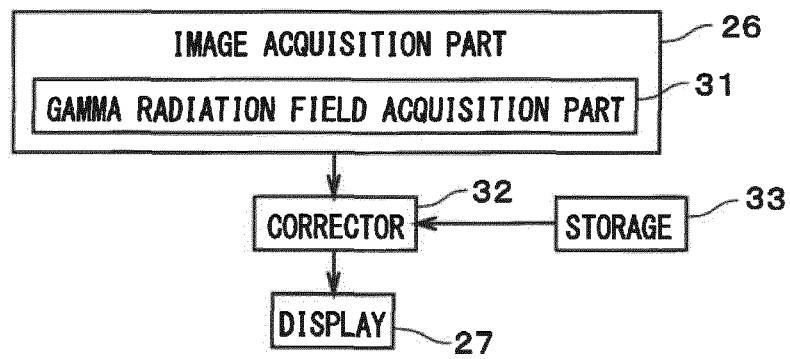 IMAGE ACQUISITION PART
26
GAMMA RADIATION FIELD ACQUISITION PART
31
CORRECTOR
32
STORAGE
33
DISPLAY
27